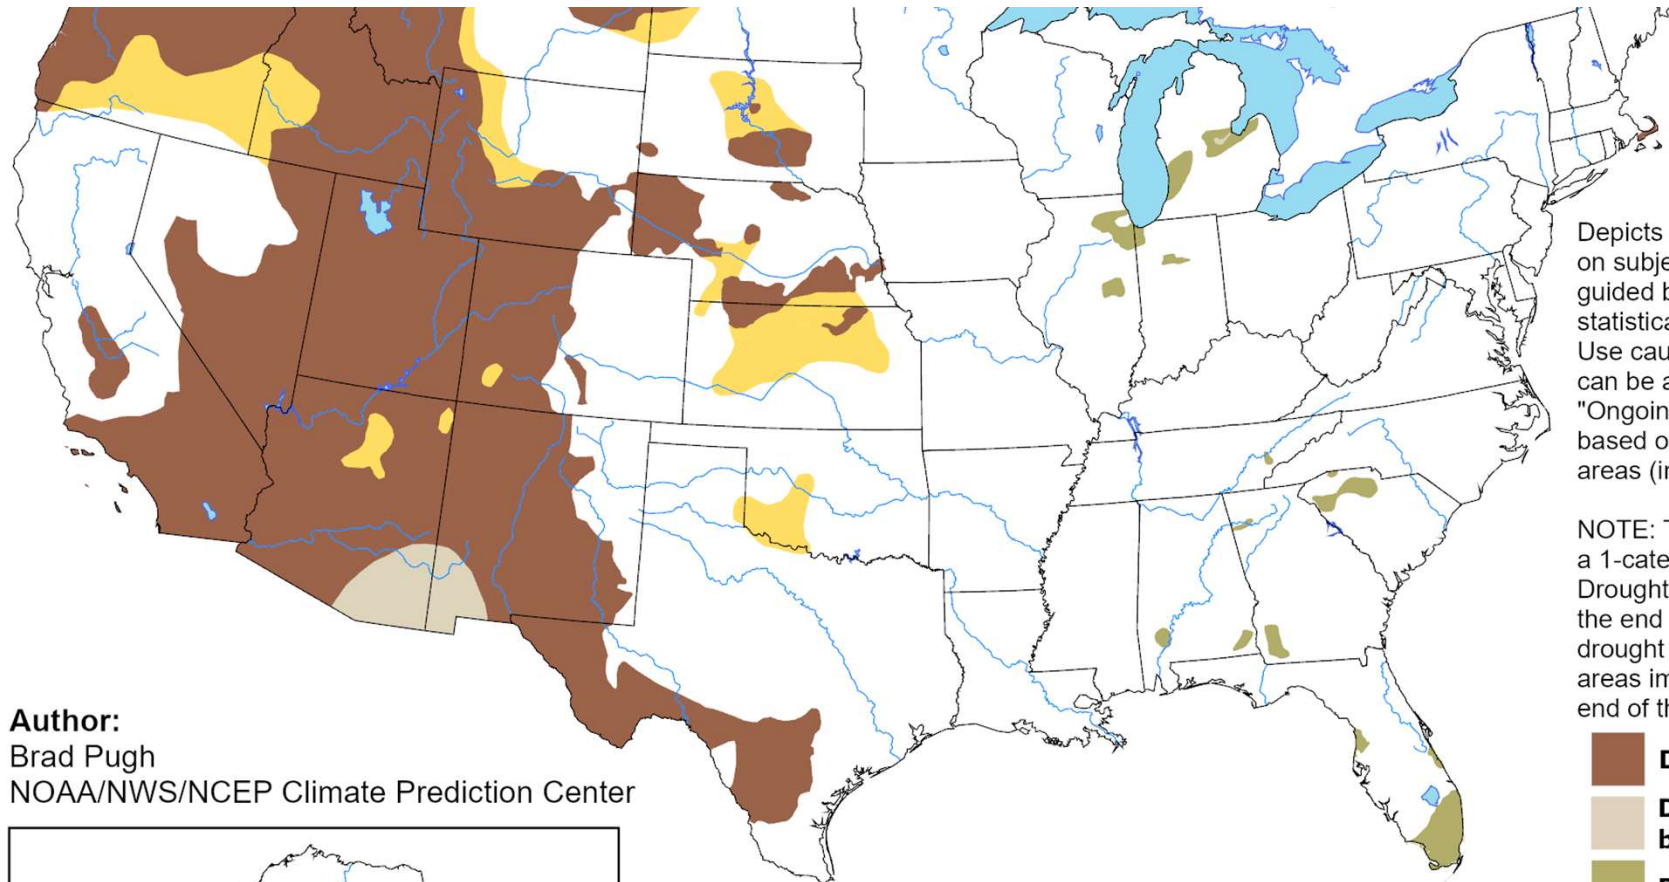 Depicts
on subje
guided b
statistica
Use cau
can be a
"Ongoin
based o
areas (in
NOTE: T
a 1-cate
Drought
the end
drought
areas im
end of th
Author:
Brad Pugh
NOAA/NWS/NCEP Climate Prediction Center
D
D
b